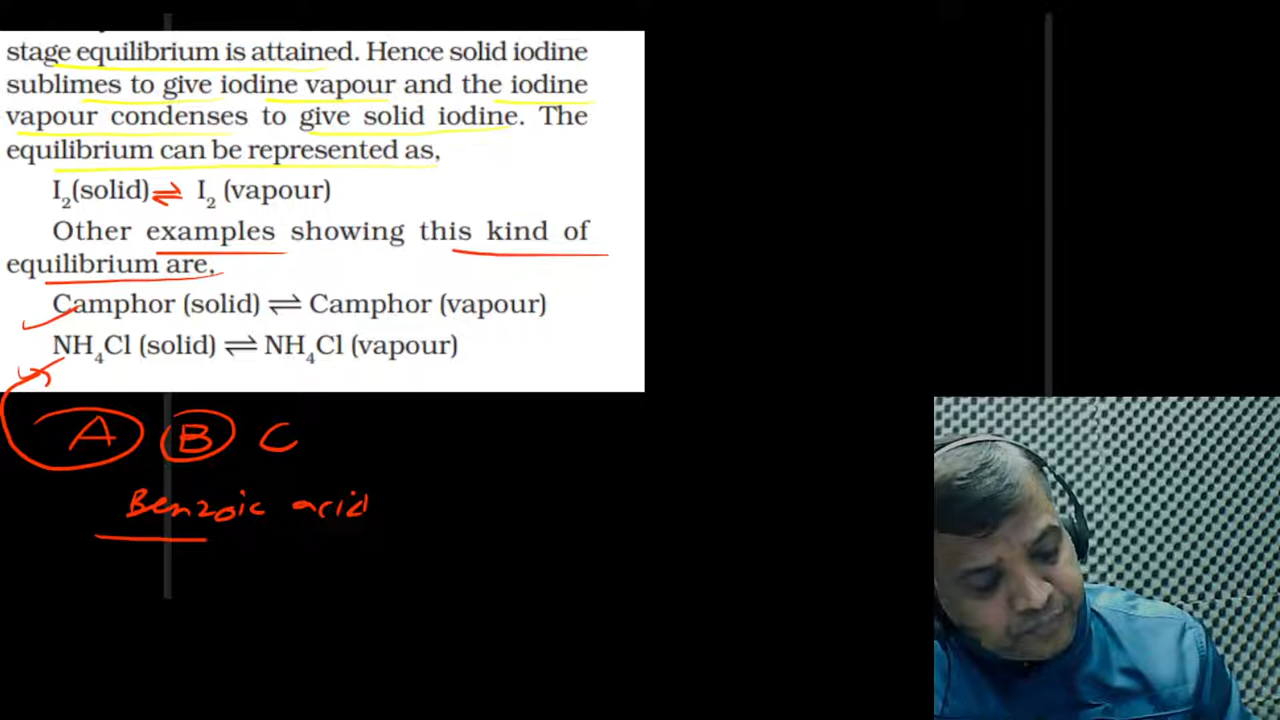 stage equilibrium is attained. Hence solid iodine
sublimes to give iodine vapour and the iodine
vapour condenses to give solid iodine. The
equilibrium can be represented as,
I₂(solid) ⇌ I₂ (vapour)
Other examples showing this kind of
equilibrium are,
Camphor (solid) ⇌ Camphor (vapour)
NH₄Cl (solid) ⇌ NH₄Cl (vapour)
A B C
Benzoic acid